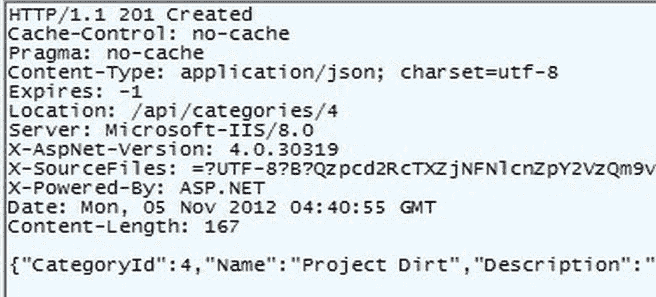 HTTP/1.1 201 Created
Cache-Control: no-cache
Pragma: no-cache
Content-Type: application/json; charset=utf-8
Expires: -1
Location: /api/categories/4
Server: Microsoft-IIS/8.0
X-AspNet-Version: 4.0.30319
X-SourceFiles: =?UTF-8?B?Qzpcd2RcTXZjNFNlcnZpY2VzQm9v
X-Powered-By: ASP.NET
Date: Mon, 05 Nov 2012 04:40:55 GMT
Content-Length: 167
{"CategoryId":4,"Name":"Project Dirt","Description":"